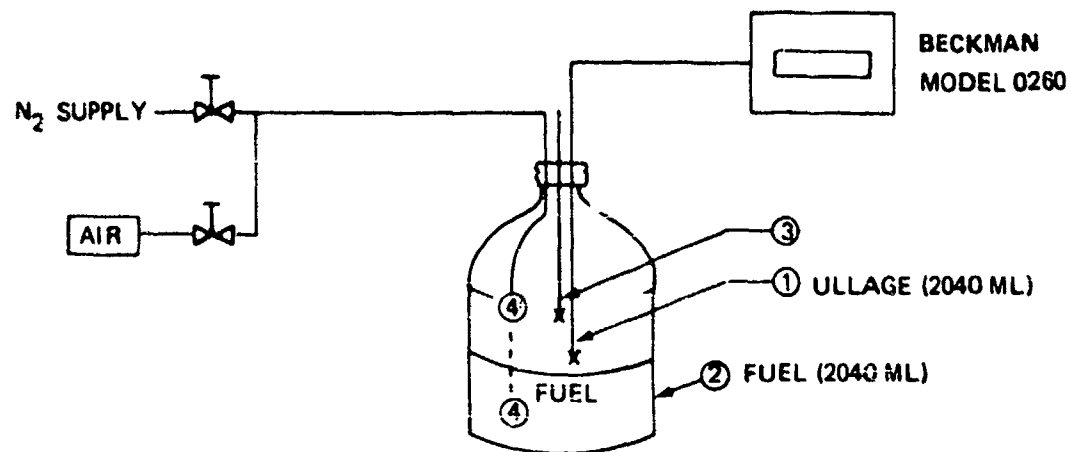 BECKMAN
MODEL 0260
N₂ SUPPLY
AIR
③
① ULLAGE (2040 ML)
④
② FUEL (2040 ML)
FUEL
④